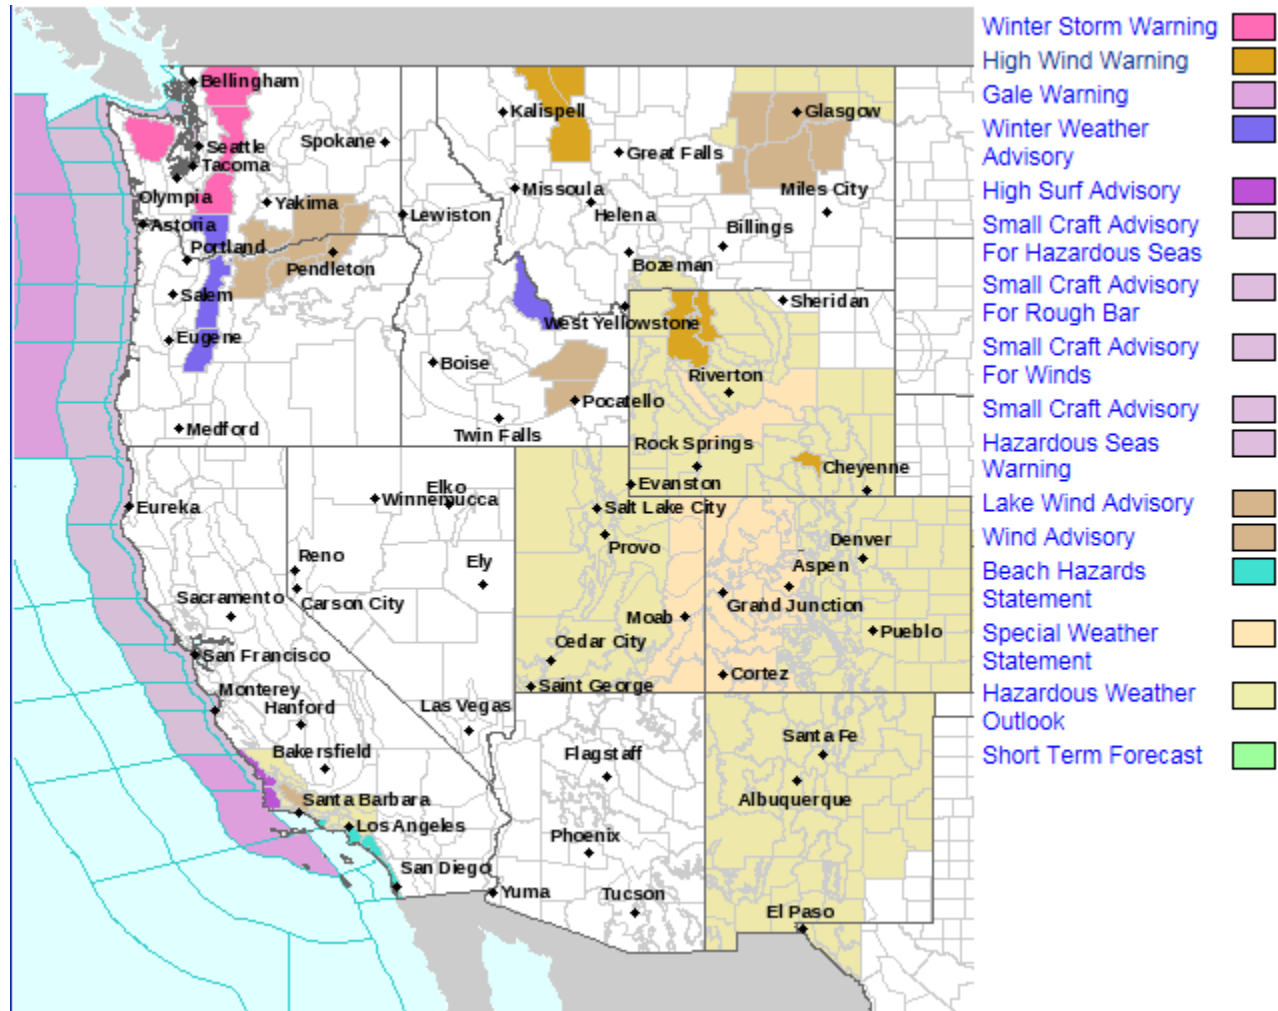 Bellingham
Seattle
Tacoma
Olympia
Astoria
Portland
Salem
Eugene
Medford
Spokane
Yakima
Pendleton
Lewiston
Kalispell
Great Falls
Glasgow
Missoula
Helena
Miles City
Billings
Bozeman
West Yellowstone
Sheridan
Boise
Pocatello
Twin Falls
Riverton
Rock Springs
Cheyenne
Evanston
Eureka
Elko
Winnemucca
Salt Lake City
Provo
Denver
Reno
Ely
Aspen
Sacramento
Carson City
Grand Junction
Moab
Pueblo
San Francisco
Cedar City
Cortez
Saint George
Monterey
Hanford
Las Vegas
Bakersfield
Flagstaff
Santa Fe
Santa Barbara
Albuquerque
Los Angeles
Phoenix
San Diego
Yuma
Tucson
El Paso
Winter Storm Warning
High Wind Warning
Gale Warning
Winter Weather
Advisory
High Surf Advisory
Small Craft Advisory
For Hazardous Seas
Small Craft Advisory
For Rough Bar
Small Craft Advisory
For Winds
Small Craft Advisory
Hazardous Seas
Warning
Lake Wind Advisory
Wind Advisory
Beach Hazards
Statement
Special Weather
Statement
Hazardous Weather
Outlook
Short Term Forecast